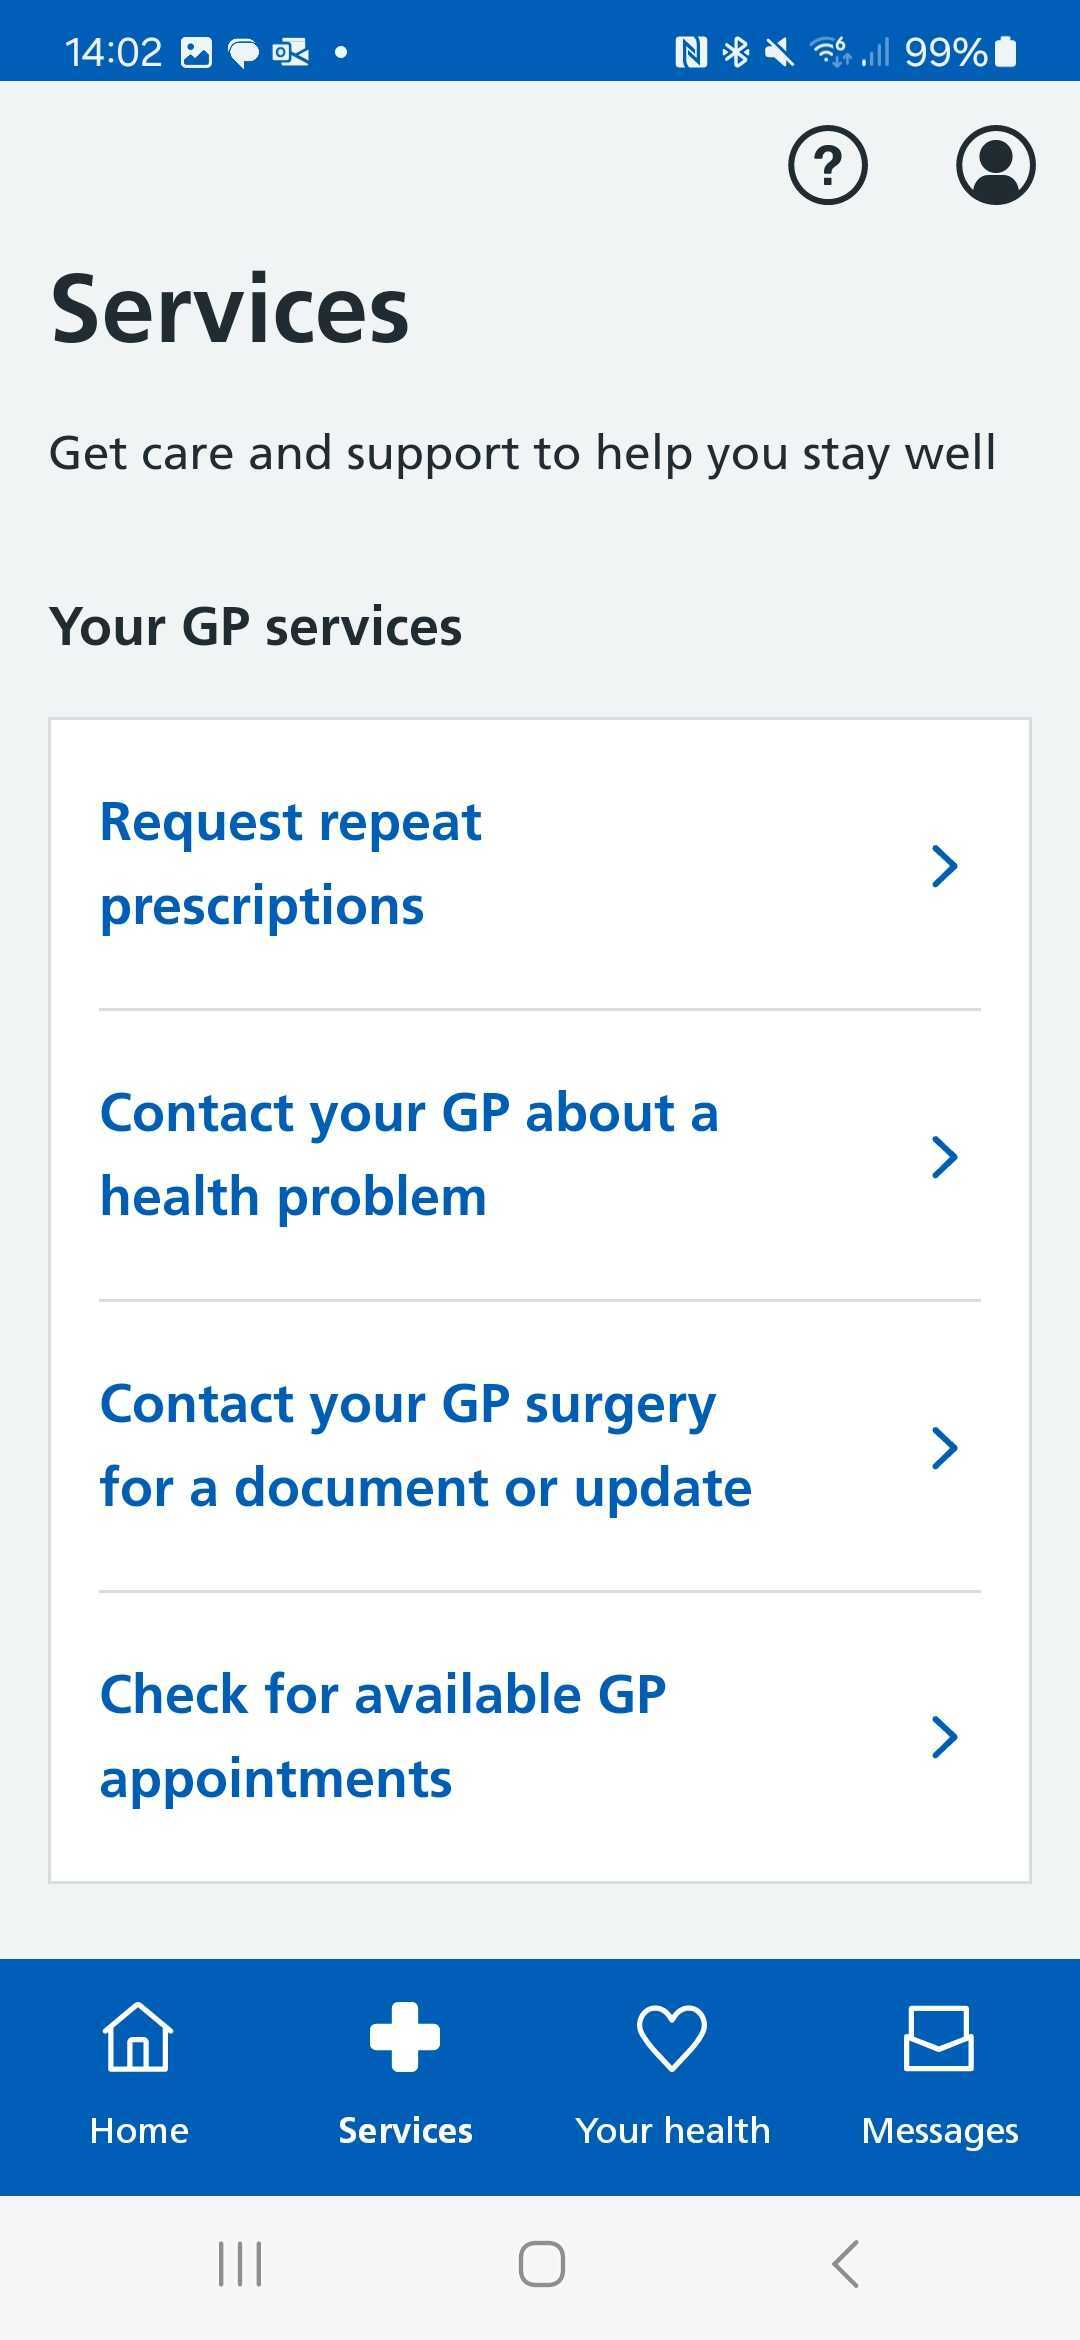 14:02 99%
?
Services
Get care and support to help you stay well
Your GP services
Request repeat
prescriptions
Contact your GP about a
health problem
Contact your GP surgery
for a document or update
Check for available GP
appointments
Home Services Your health Messages